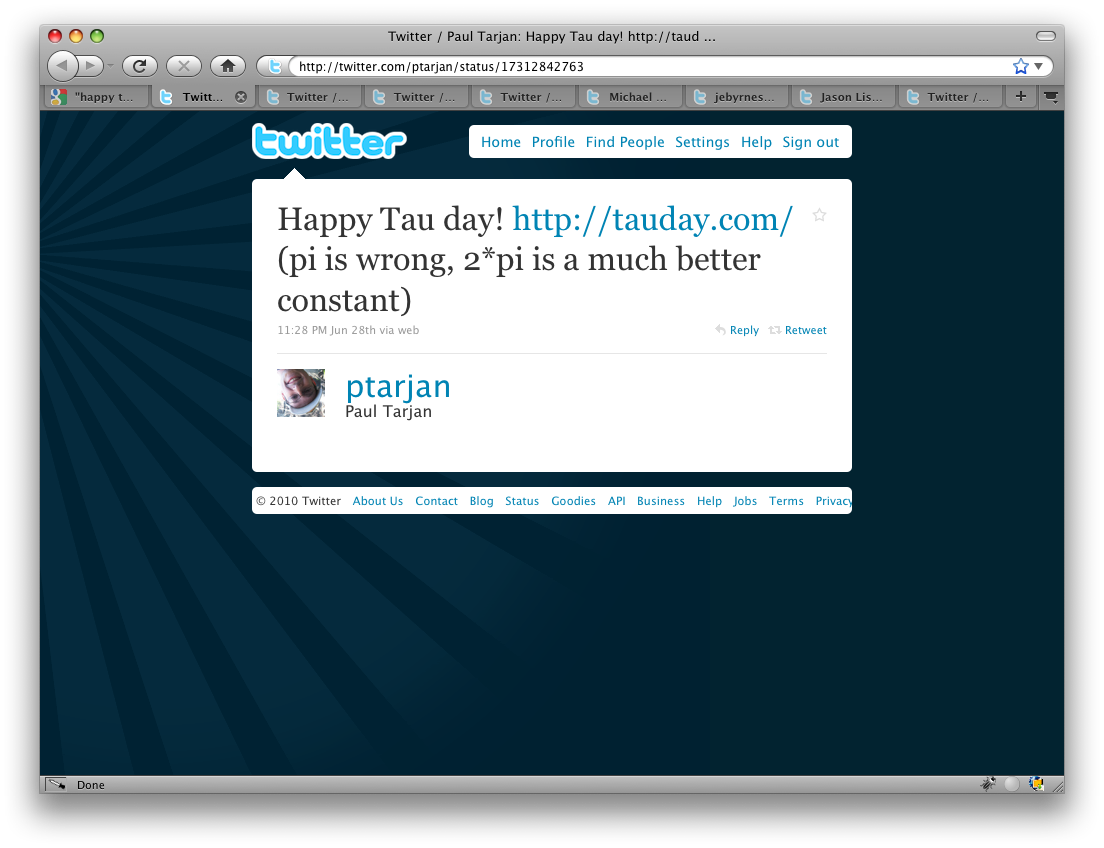 Twitter / Paul Tarjan: Happy Tau day! http://taud ...
http://twitter.com/ptarjan/status/17312842763
"happy t... Twitt... Twitter /... Twitter /... Twitter /... Michael ... jebyrnes... Jason Lis... Twitter /...
twitter
Home Profile Find People Settings Help Sign out
Happy Tau day! http://tauday.com/
(pi is wrong, 2*pi is a much better
constant)
11:28 PM Jun 28th via web Reply Retweet
ptarjan
Paul Tarjan
© 2010 Twitter About Us Contact Blog Status Goodies API Business Help Jobs Terms Privacy
Done